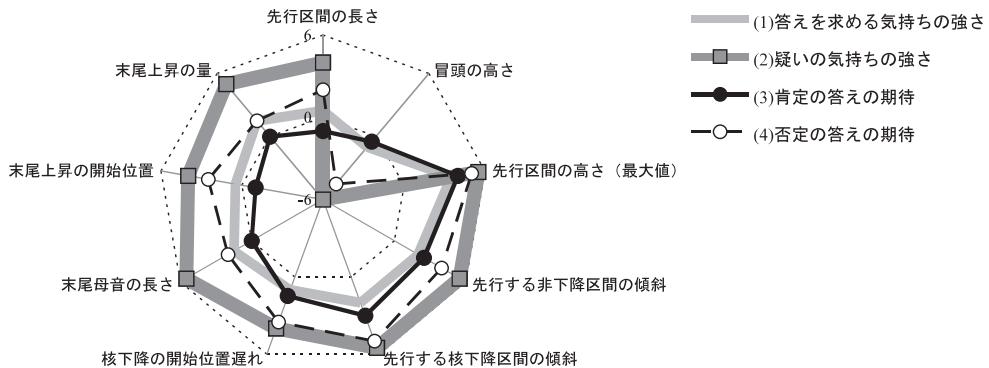 先行区間の長さ
6
冒頭の高さ
末尾上昇の量
0
末尾上昇の開始位置
先行区間の高さ（最大値）
-6
末尾母音の長さ
先行する非下降区間の傾斜
核下降の開始位置遅れ
先行する核下降区間の傾斜
(1)答えを求める気持ちの強さ
(2)疑いの気持ちの強さ
(3)肯定の答えの期待
(4)否定の答えの期待